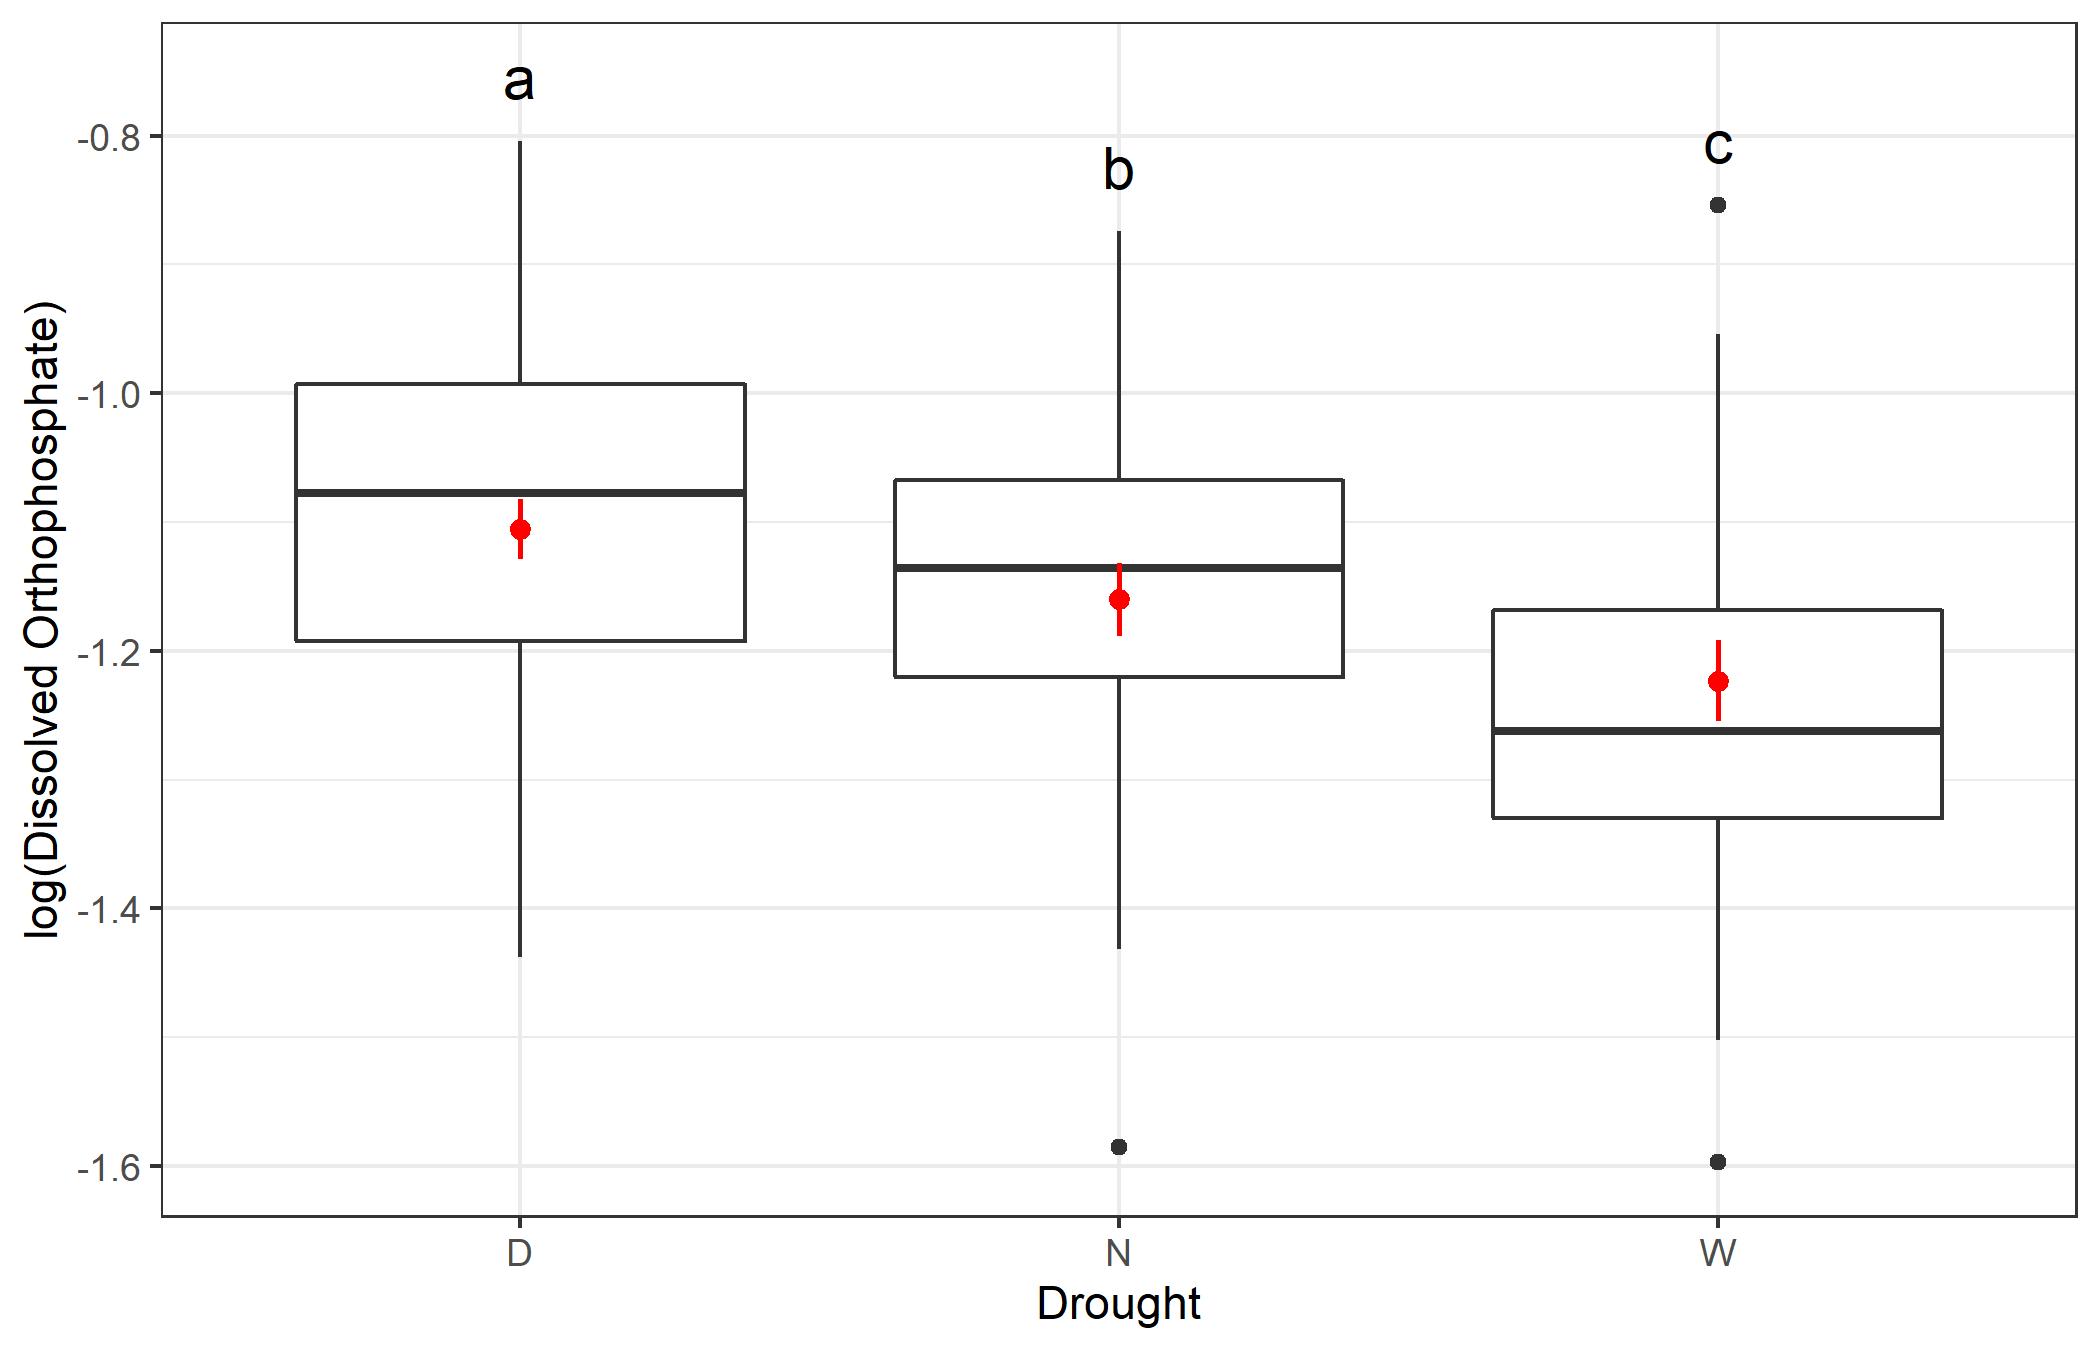 a
b
c
-0.8
-1.0
-1.2
-1.4
-1.6
log(Dissolved Orthophosphate)
D
N
W
Drought